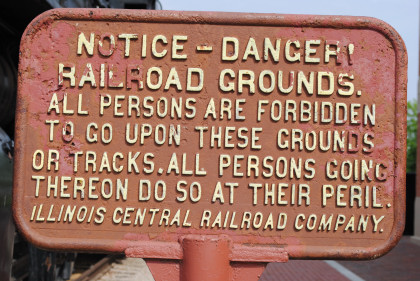 NOTICE - DANGER!
RAILROAD GROUNDS.
ALL PERSONS ARE FORBIDDEN
TO GO UPON THESE GROUNDS
OR TRACKS. ALL PERSONS GOING
THEREON DO SO AT THEIR PERIL.
ILLINOIS CENTRAL RAILROAD COMPANY.